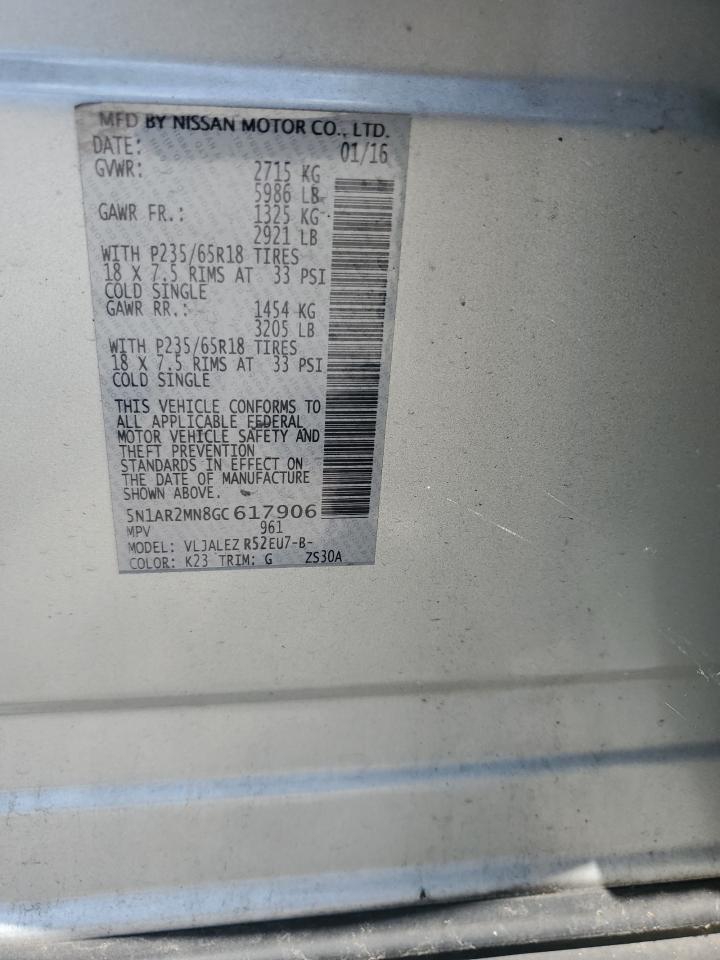 MFD BY NISSAN MOTOR CO., LTD.
DATE: 01/16
GVWR: 2715 KG
5986 LB
GAWR FR.: 1325 KG
2921 LB
WITH P235/65R18 TIRES
18 X 7.5 RIMS AT 33 PSI
COLD SINGLE
GAWR RR.: 1454 KG
3205 LB
WITH P235/65R18 TIRES
18 X 7.5 RIMS AT 33 PSI
COLD SINGLE
THIS VEHICLE CONFORMS TO
ALL APPLICABLE FEDERAL
MOTOR VEHICLE SAFETY AND
THEFT PREVENTION
STANDARDS IN EFFECT ON
THE DATE OF MANUFACTURE
SHOWN ABOVE.
5N1AR2MN8GC617906
MPV 961
MODEL: VLJALEZ R52EU7-B-
COLOR: K23 TRIM: G ZS30A